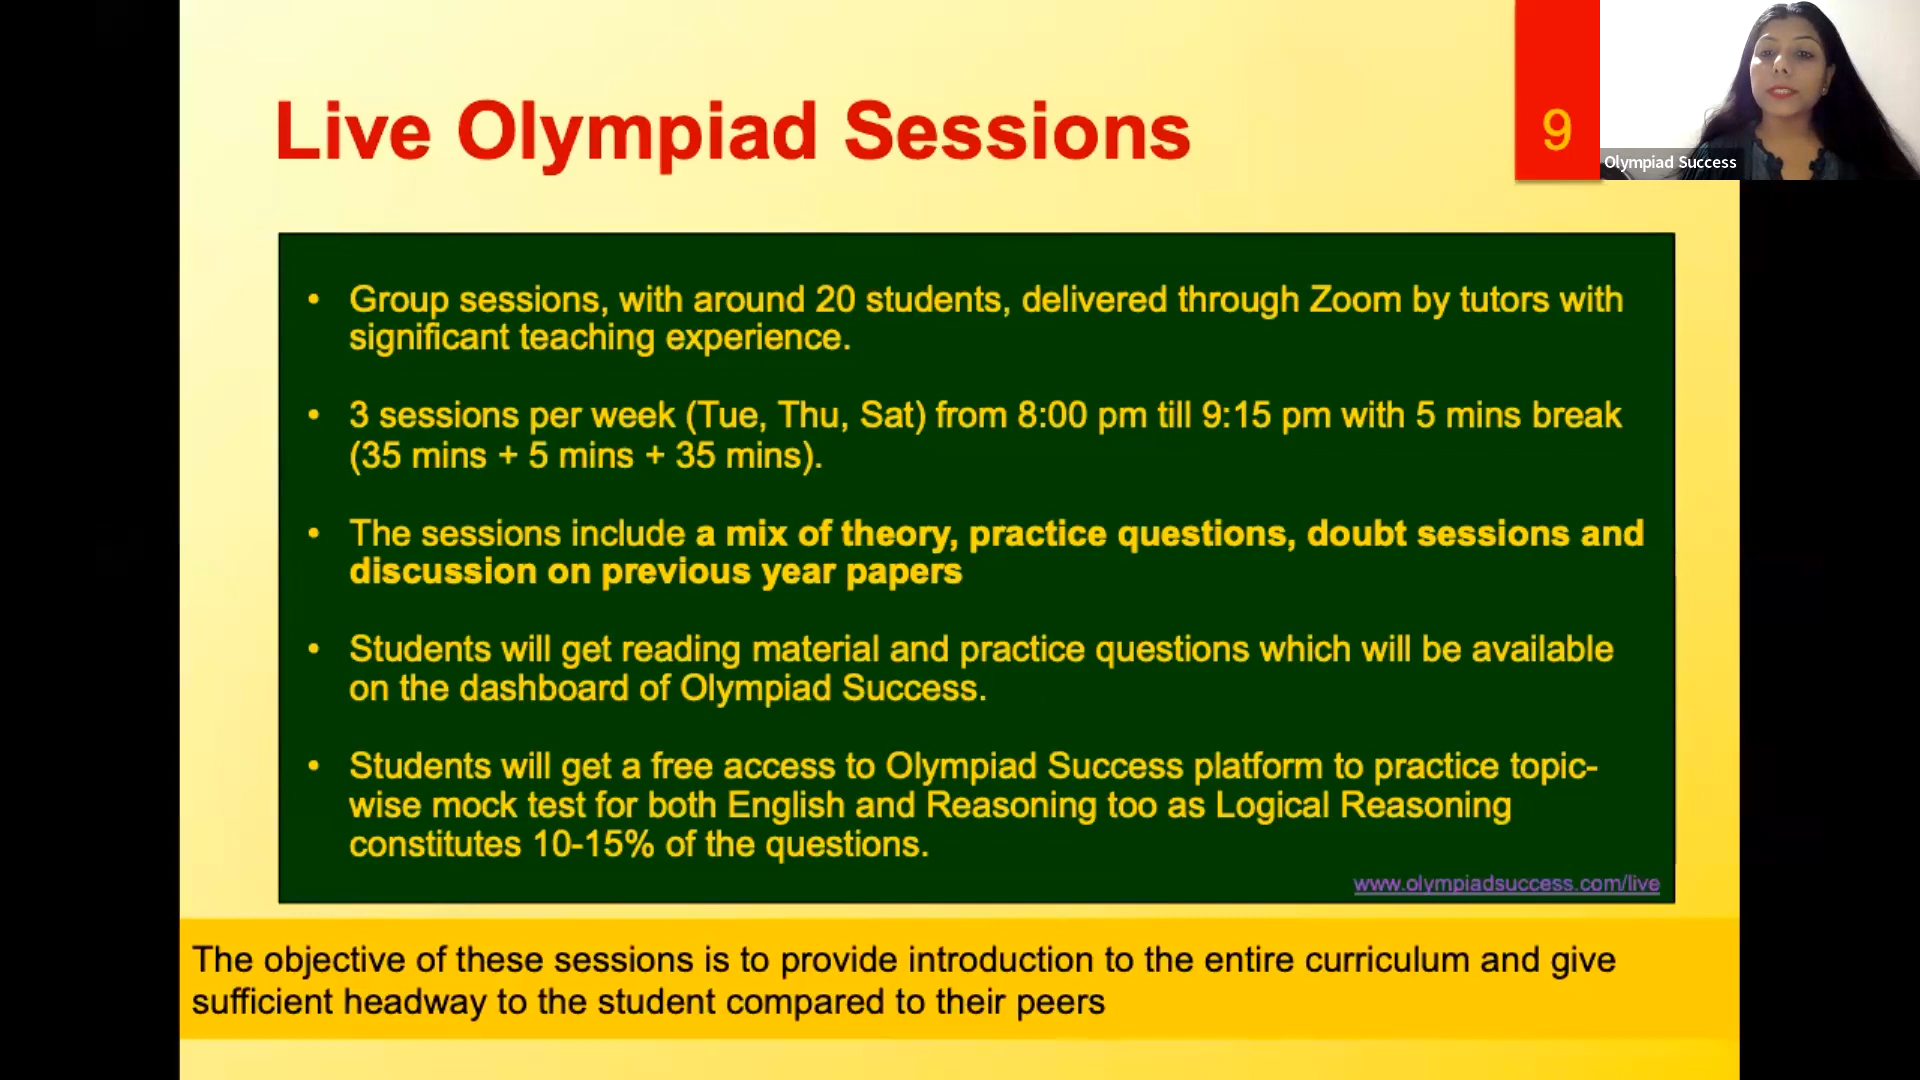 Live Olympiad Sessions
9
Olympiad Success
• Group sessions, with around 20 students, delivered through Zoom by tutors with
significant teaching experience.
• 3 sessions per week (Tue, Thu, Sat) from 8:00 pm till 9:15 pm with 5 mins break
(35 mins + 5 mins + 35 mins).
• The sessions include a mix of theory, practice questions, doubt sessions and
discussion on previous year papers
• Students will get reading material and practice questions which will be available
on the dashboard of Olympiad Success.
• Students will get a free access to Olympiad Success platform to practice topic-
wise mock test for both English and Reasoning too as Logical Reasoning
constitutes 10-15% of the questions.
www.olympiadsuccess.com/live
The objective of these sessions is to provide introduction to the entire curriculum and give
sufficient headway to the student compared to their peers